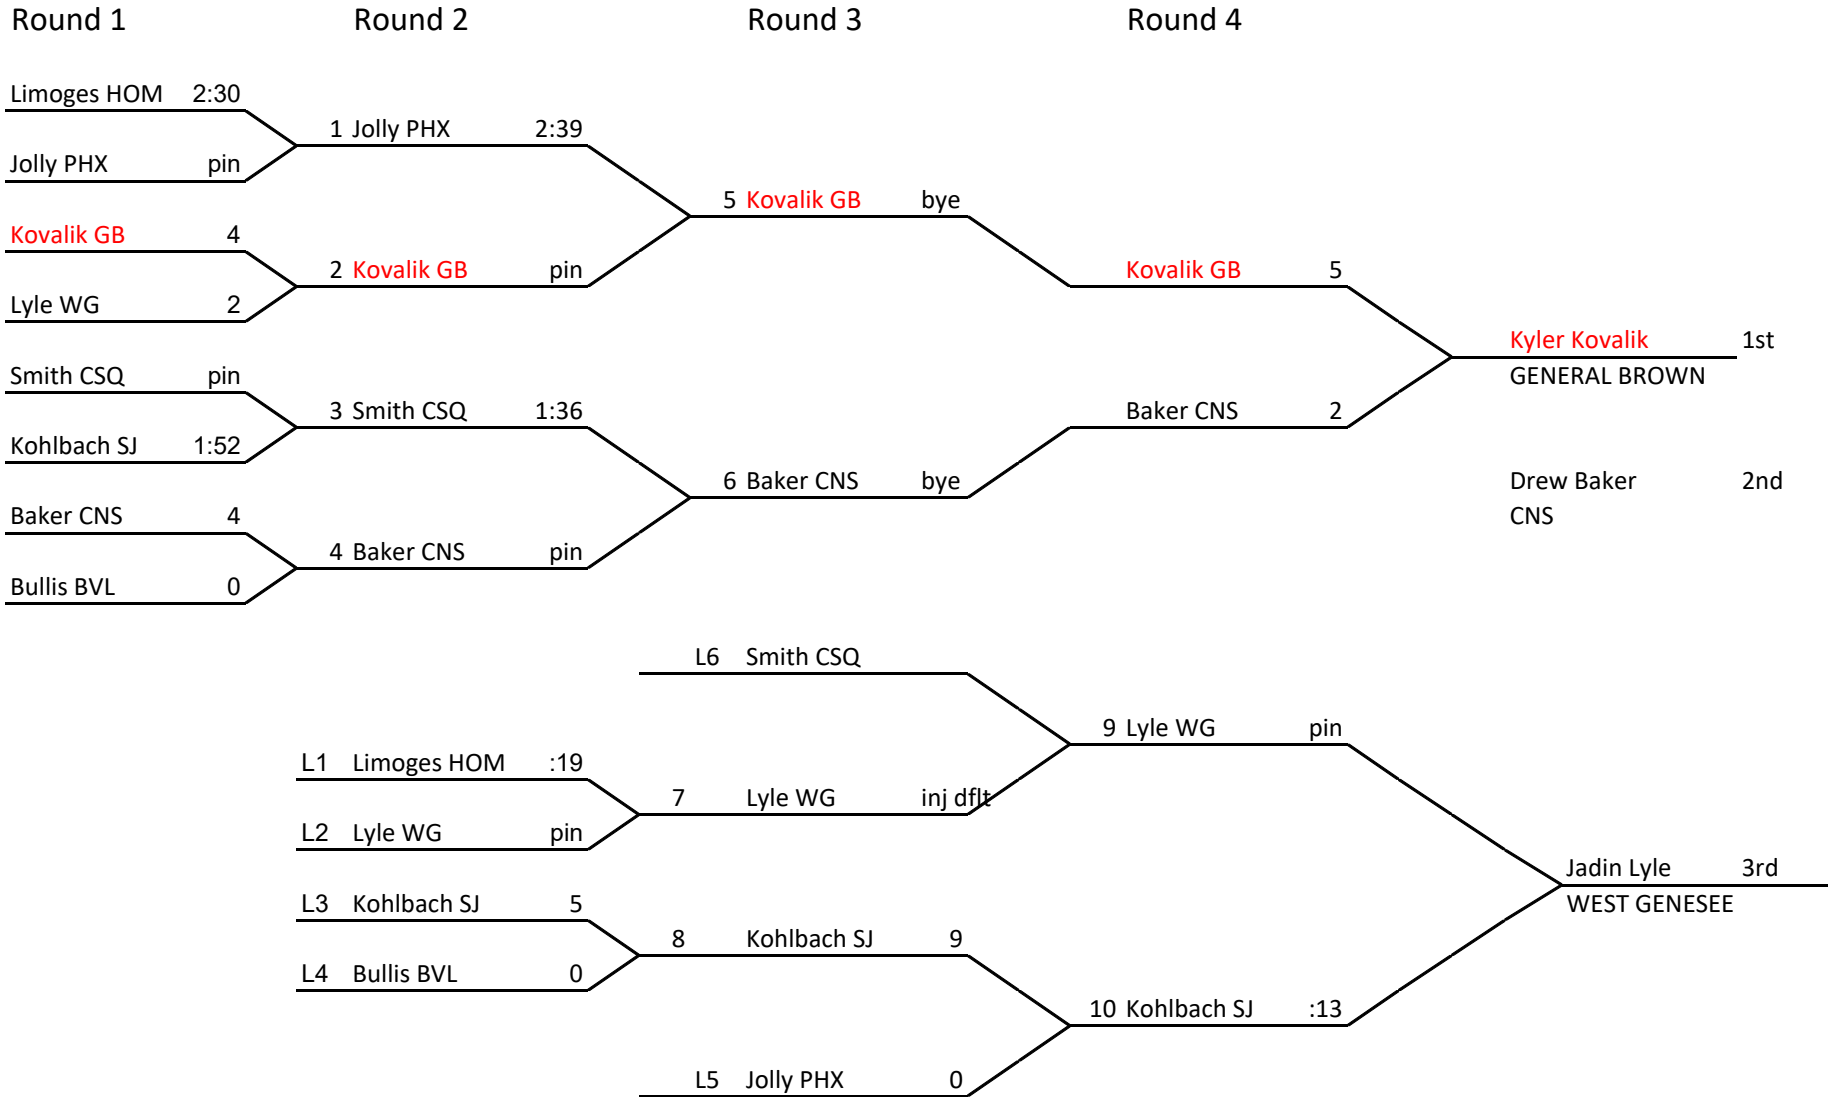 Round 1 Round 2 Round 3 Round 4
Limoges HOM 2:30
1 Jolly PHX 2:39
Jolly PHX pin
5 Kovalik GB bye
Kovalik GB 4
2 Kovalik GB pin
Kovalik GB 5
Lyle WG 2
Kyler Kovalik 1st
Smith CSQ pin
GENERAL BROWN
3 Smith CSQ 1:36
Baker CNS 2
Kohlbach SJ 1:52
6 Baker CNS bye
Drew Baker 2nd
Baker CNS 4
CNS
4 Baker CNS pin
Bullis BVL 0
L6 Smith CSQ
9 Lyle WG pin
L1 Limoges HOM :19
7 Lyle WG inj dflt
L2 Lyle WG pin
Jadin Lyle 3rd
L3 Kohlbach SJ 5
WEST GENESEE
8 Kohlbach SJ 9
L4 Bullis BVL 0
10 Kohlbach SJ :13
L5 Jolly PHX 0